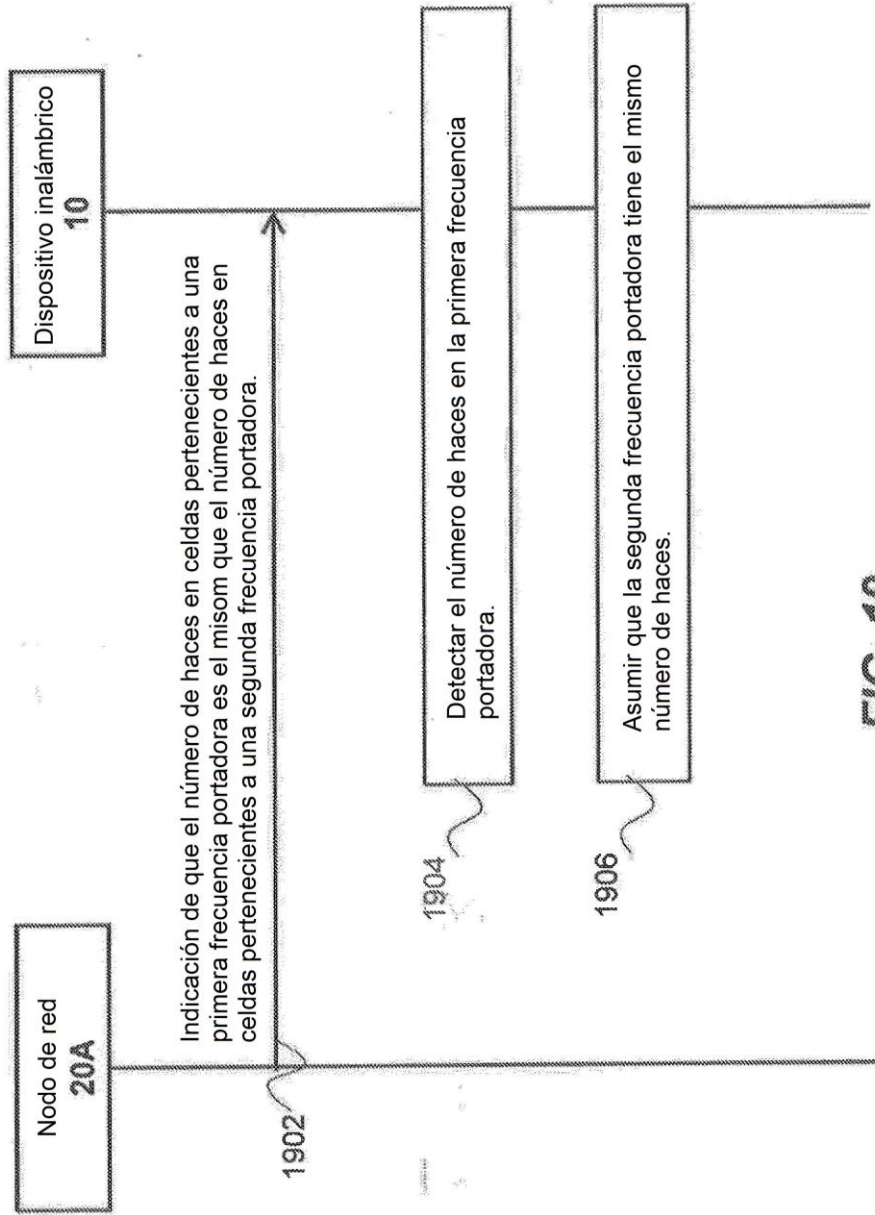 Nodo de red
20A
Dispositivo inalámbrico
10
Indicación de que el número de haces en celdas pertenecientes a una
primera frecuencia portadora es el misom que el número de haces en
celdas pertenecientes a una segunda frecuencia portadora.
1902
1904
Detectar el número de haces en la primera frecuencia
portadora.
1906
Asumir que la segunda frecuencia portadora tiene el mismo
número de haces.
FIG. 19